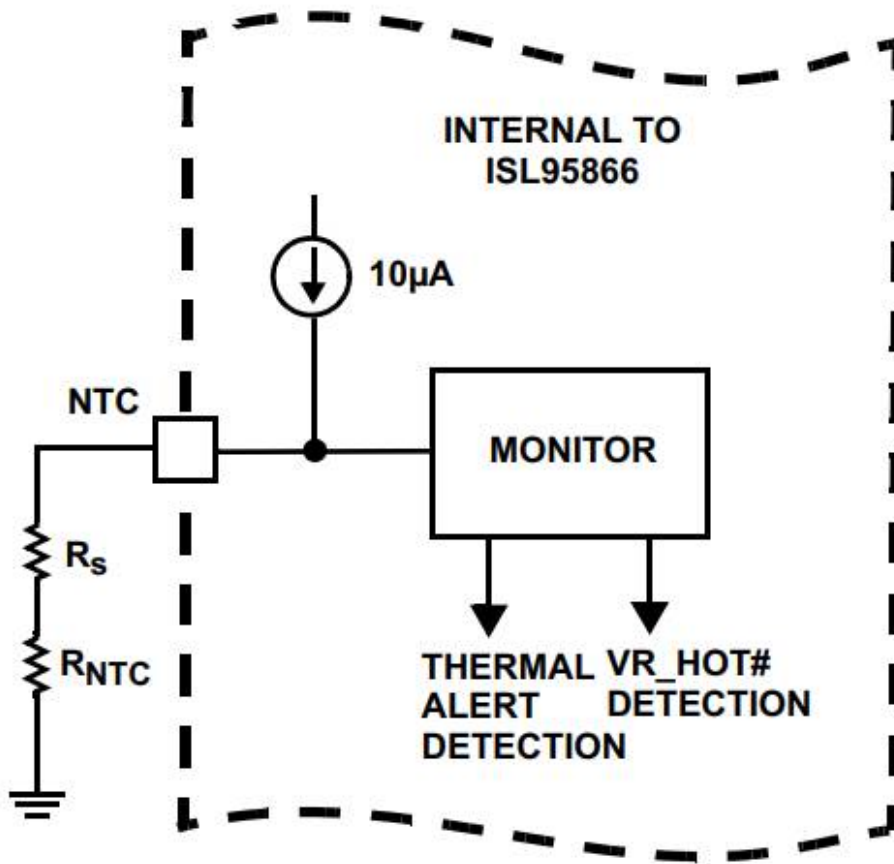 INTERNAL TO
ISL95866
10µA
NTC
MONITOR
Rs
RNTC
THERMAL
ALERT
DETECTION
VR_HOT#
DETECTION